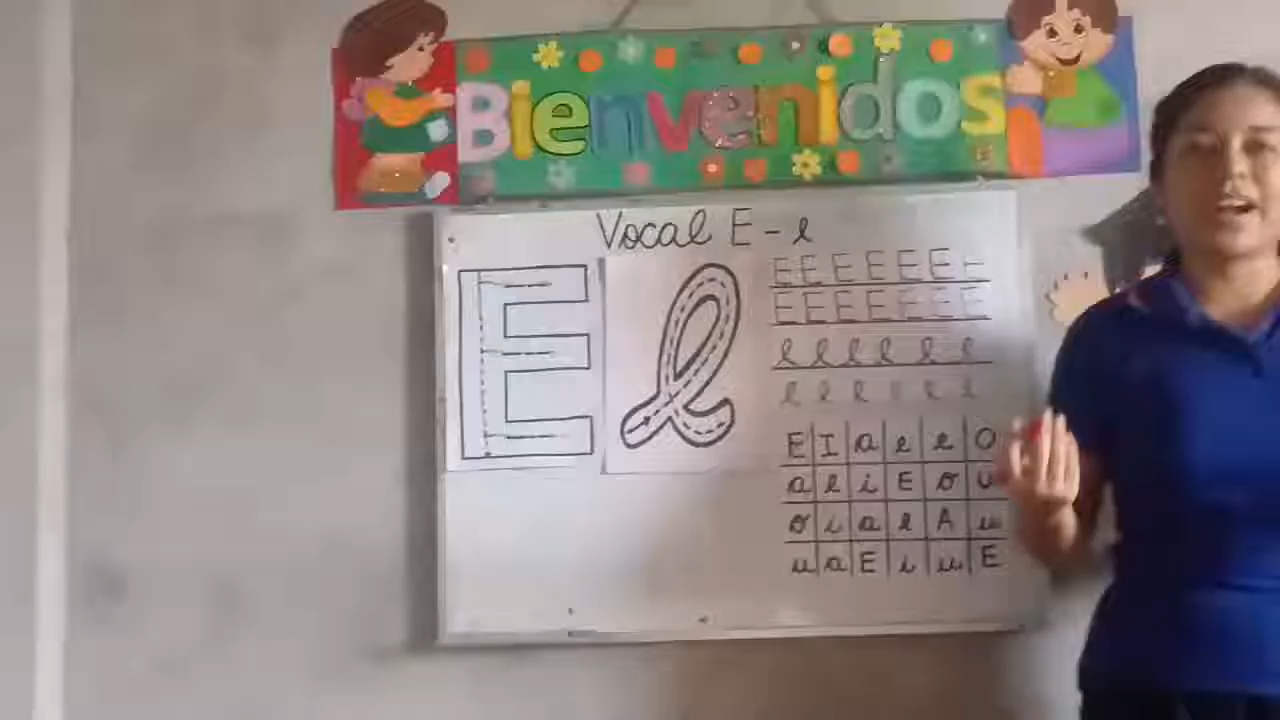 Bienvenidos
Vocal E - e
E e
E E E E E E E
E E E E E E E
e e e e e e
e e e e e e
E I a e e O
a e i E o u
o i a e A u
u a E i u E